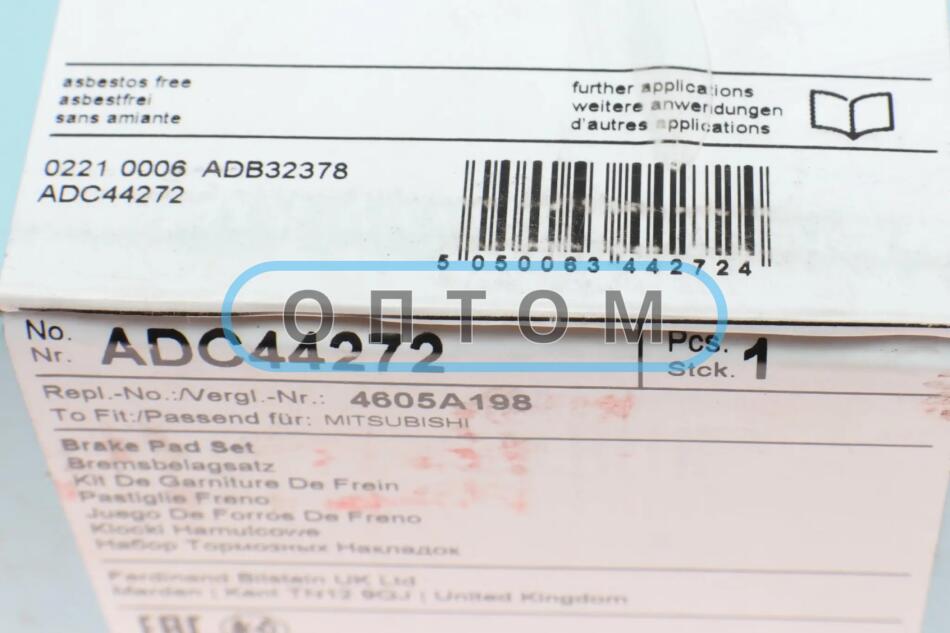 asbestos free
asbestfrei
sans amiante
further applications
weitere anwendungen
d'autres applications
0221 0006 ADB32378
ADC44272
5 050063 442724
ОПТОМ
No.
Nr.
ADC44272
Pcs.
Stck.
1
Repl.-No.:/Vergl.-Nr.: 4605A198
To Fit:/Passend für: MITSUBISHI
Brake Pad Set
Bremsbelagsatz
Kit De Garniture De Frein
Pastiglie Freno
Juego De Forros De Freno
Klocki Hamulcowe
Набор Тормозных Накладок
Ferdinand Bilstein UK Ltd
Marden | Kent TN12 9GJ | United Kingdom
EAC